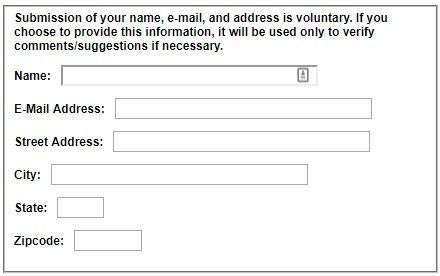 Submission of your name, e-mail, and address is voluntary. If you
choose to provide this information, it will be used only to verify
comments/suggestions if necessary.
Name:
E-Mail Address:
Street Address:
City:
State:
Zipcode: